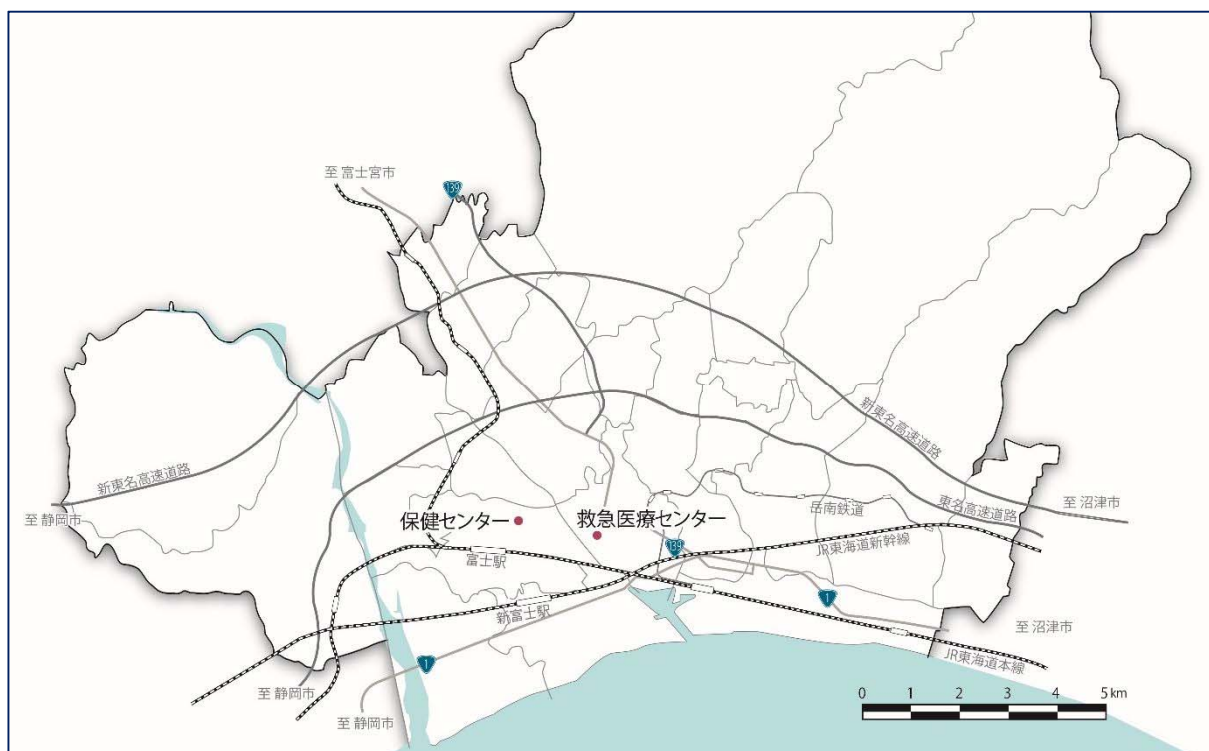 至 富士宮市
139
新東名高速道路
新東名高速道路
至 静岡市
至 沼津市
東名高速道路
岳南鉄道
保健センター
救急医療センター
139
JR東海道新幹線
富士駅
新富士駅
1
至 沼津市
1
JR東海道本線
至 静岡市
至 静岡市
0 1 2 3 4 5km